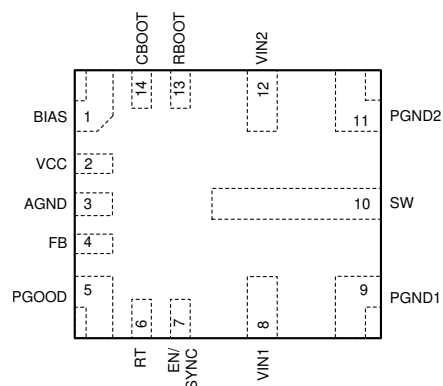 CBOOT
RBOOT
VIN2
14
13
12
BIAS
1
11
PGND2
VCC
2
AGND
3
10
SW
FB
4
PGOOD
5
9
PGND1
6
7
8
RT
EN/
SYNC
VIN1